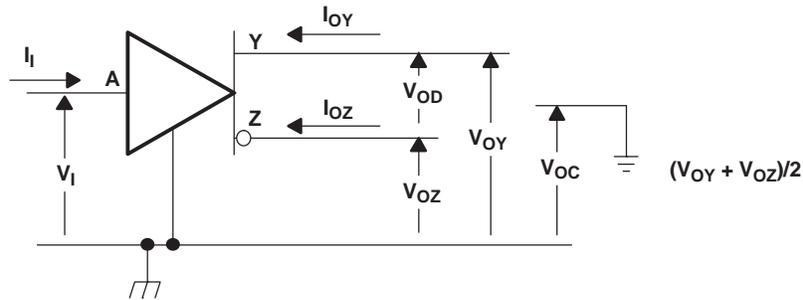 I_OY
I_I
Y
A
V_OD
I_OZ
Z
V_OY
V_I
V_OC
(V_OY + V_OZ)/2
V_OZ